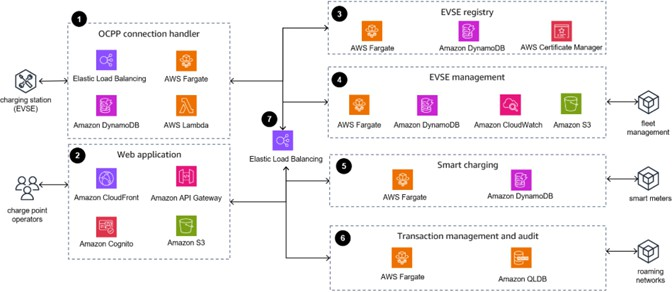 1
OCPP connection handler
Elastic Load Balancing
AWS Fargate
Amazon DynamoDB
AWS Lambda
charging station
(EVSE)
2
Web application
Amazon CloudFront
Amazon API Gateway
Amazon Cognito
Amazon S3
charge point
operators
7
Elastic Load Balancing
3
EVSE registry
AWS Fargate
Amazon DynamoDB
AWS Certificate Manager
4
EVSE management
AWS Fargate
Amazon DynamoDB
Amazon CloudWatch
Amazon S3
fleet
management
5
Smart charging
AWS Fargate
Amazon DynamoDB
smart meters
6
Transaction management and audit
AWS Fargate
Amazon QLDB
roaming
networks